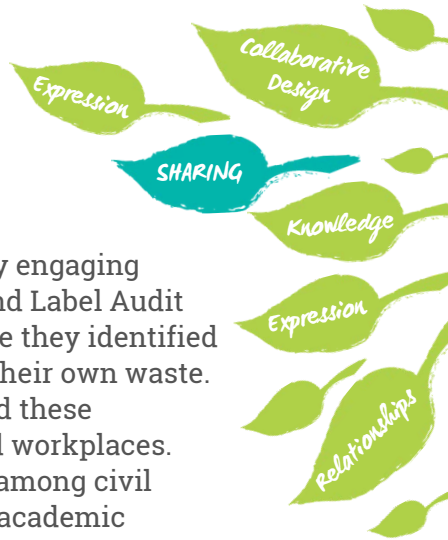 Collaborative
Design
Expression
SHARING
Knowledge
Expression
Relationships
y engaging
nd Label Audit
e they identified
heir own waste.
d these
l workplaces.
among civil
academic